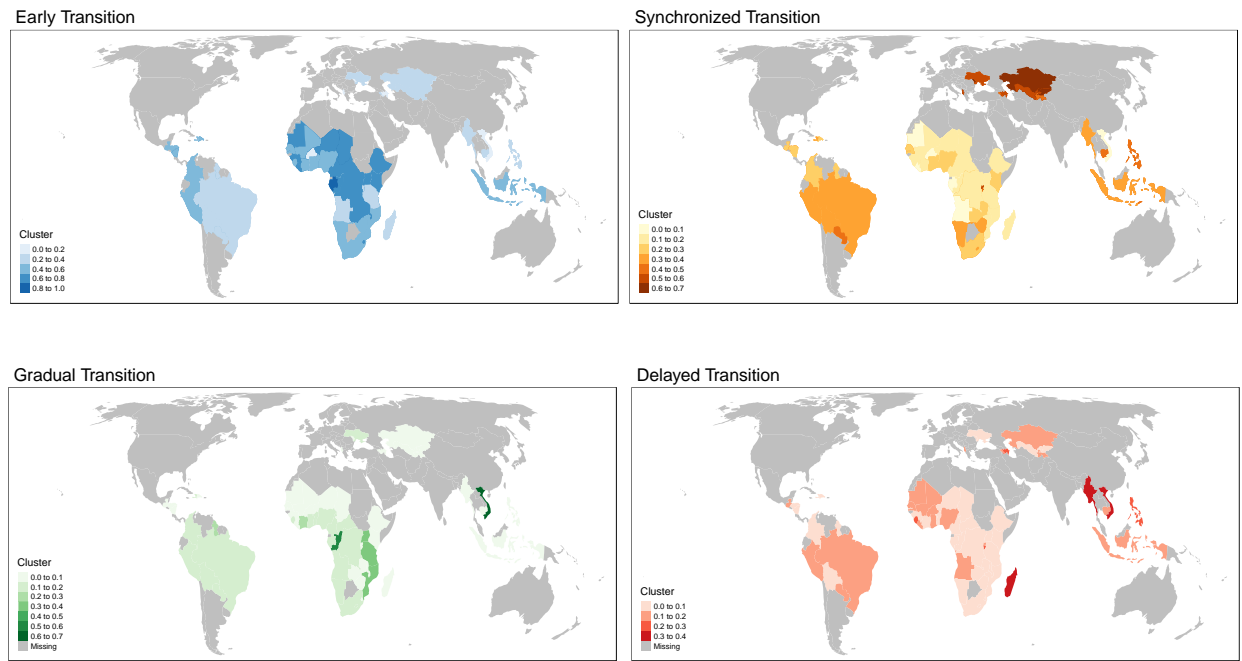 Early Transition
Synchronized Transition
Cluster
0.0 to 0.2
0.2 to 0.4
0.4 to 0.6
0.6 to 0.8
0.8 to 1.0
Cluster
0.0 to 0.1
0.1 to 0.2
0.2 to 0.3
0.3 to 0.4
0.4 to 0.5
0.5 to 0.6
0.6 to 0.7
Gradual Transition
Delayed Transition
Cluster
0.0 to 0.1
0.1 to 0.2
0.2 to 0.3
0.3 to 0.4
0.4 to 0.5
0.5 to 0.6
0.6 to 0.7
Missing
Cluster
0.0 to 0.1
0.1 to 0.2
0.2 to 0.3
0.3 to 0.4
Missing